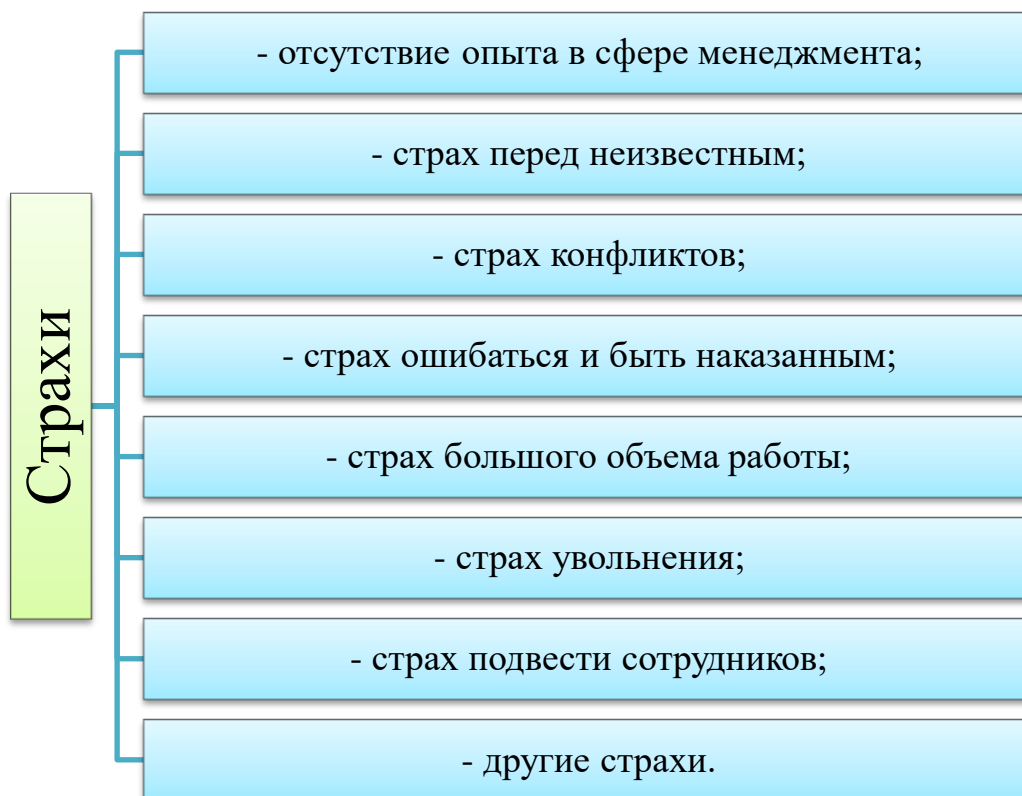 Страхи
- отсутствие опыта в сфере менеджмента;
- страх перед неизвестным;
- страх конфликтов;
- страх ошибаться и быть наказанным;
- страх большого объема работы;
- страх увольнения;
- страх подвести сотрудников;
- другие страхи.